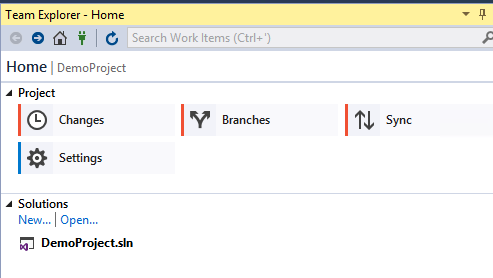 Team Explorer - Home
Search Work Items (Ctrl+')
Home | DemoProject
Project
Changes
Branches
Sync
Settings
Solutions
New... | Open...
DemoProject.sln